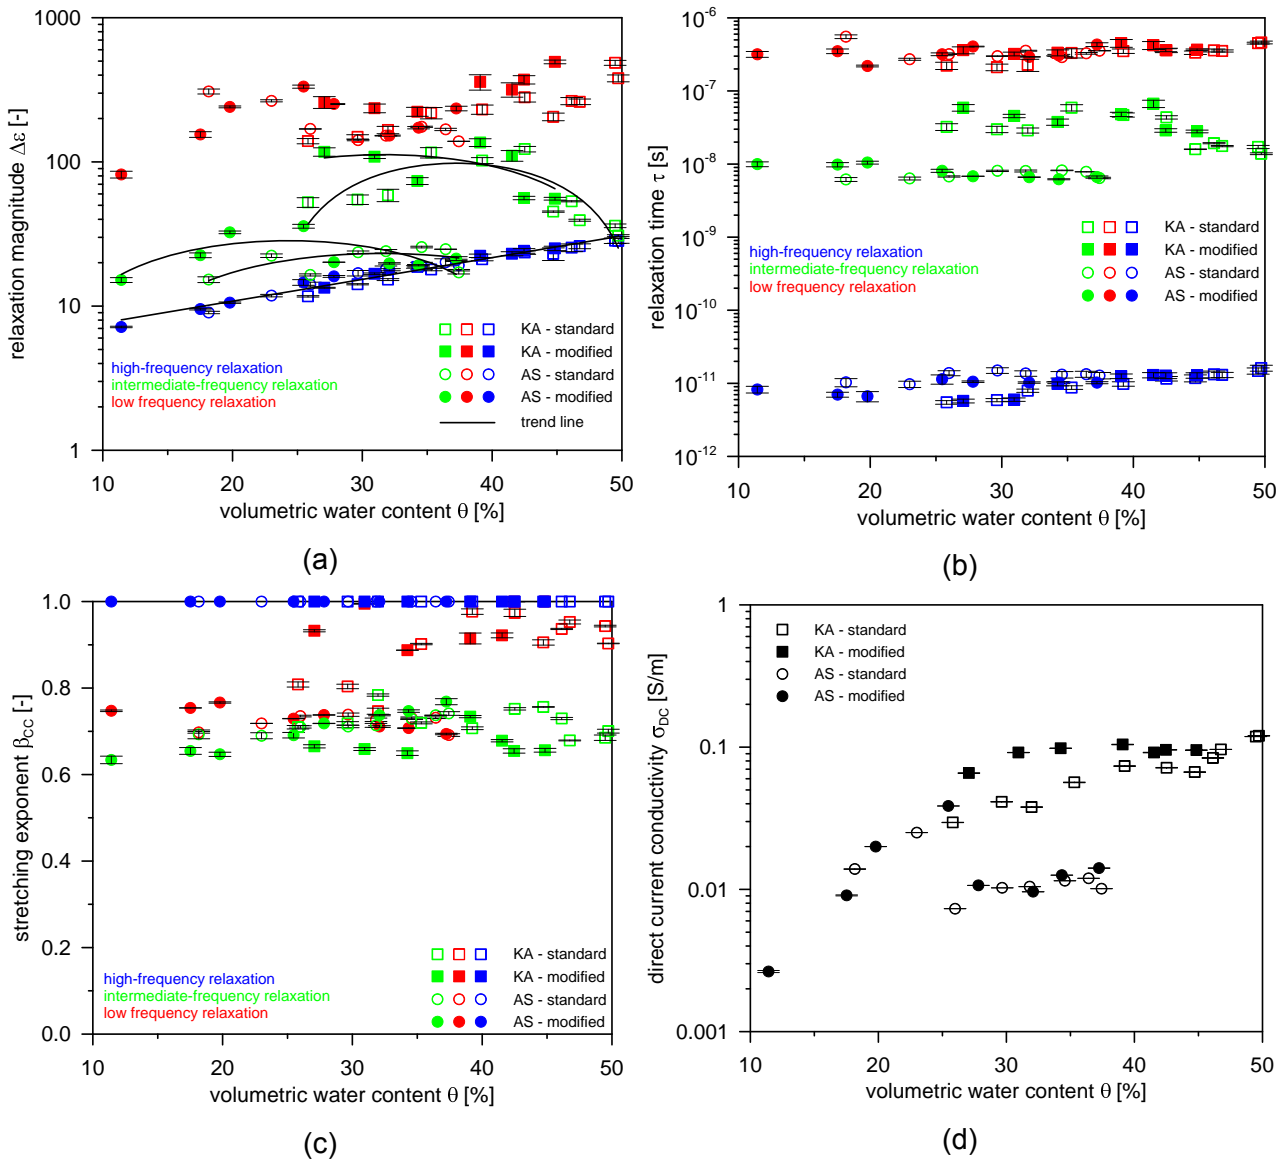 1000
100
10
1
relaxation magnitude Δε [-]
high-frequency relaxation
intermediate-frequency relaxation
low frequency relaxation
KA - standard
KA - modified
AS - standard
AS - modified
trend line
10 20 30 40 50
volumetric water content θ [%]
(a)
10⁻⁶
10⁻⁷
10⁻⁸
10⁻⁹
10⁻¹⁰
10⁻¹¹
10⁻¹²
relaxation time τ [s]
high-frequency relaxation
intermediate-frequency relaxation
low frequency relaxation
KA - standard
KA - modified
AS - standard
AS - modified
10 20 30 40 50
volumetric water content θ [%]
(b)
1.0
0.8
0.6
0.4
0.2
0.0
stretching exponent βCC [-]
high-frequency relaxation
intermediate-frequency relaxation
low frequency relaxation
KA - standard
KA - modified
AS - standard
AS - modified
10 20 30 40 50
volumetric water content θ [%]
(c)
1
0.1
0.01
0.001
direct current conductivity σDC [S/m]
KA - standard
KA - modified
AS - standard
AS - modified
10 20 30 40 50
volumetric water content θ [%]
(d)